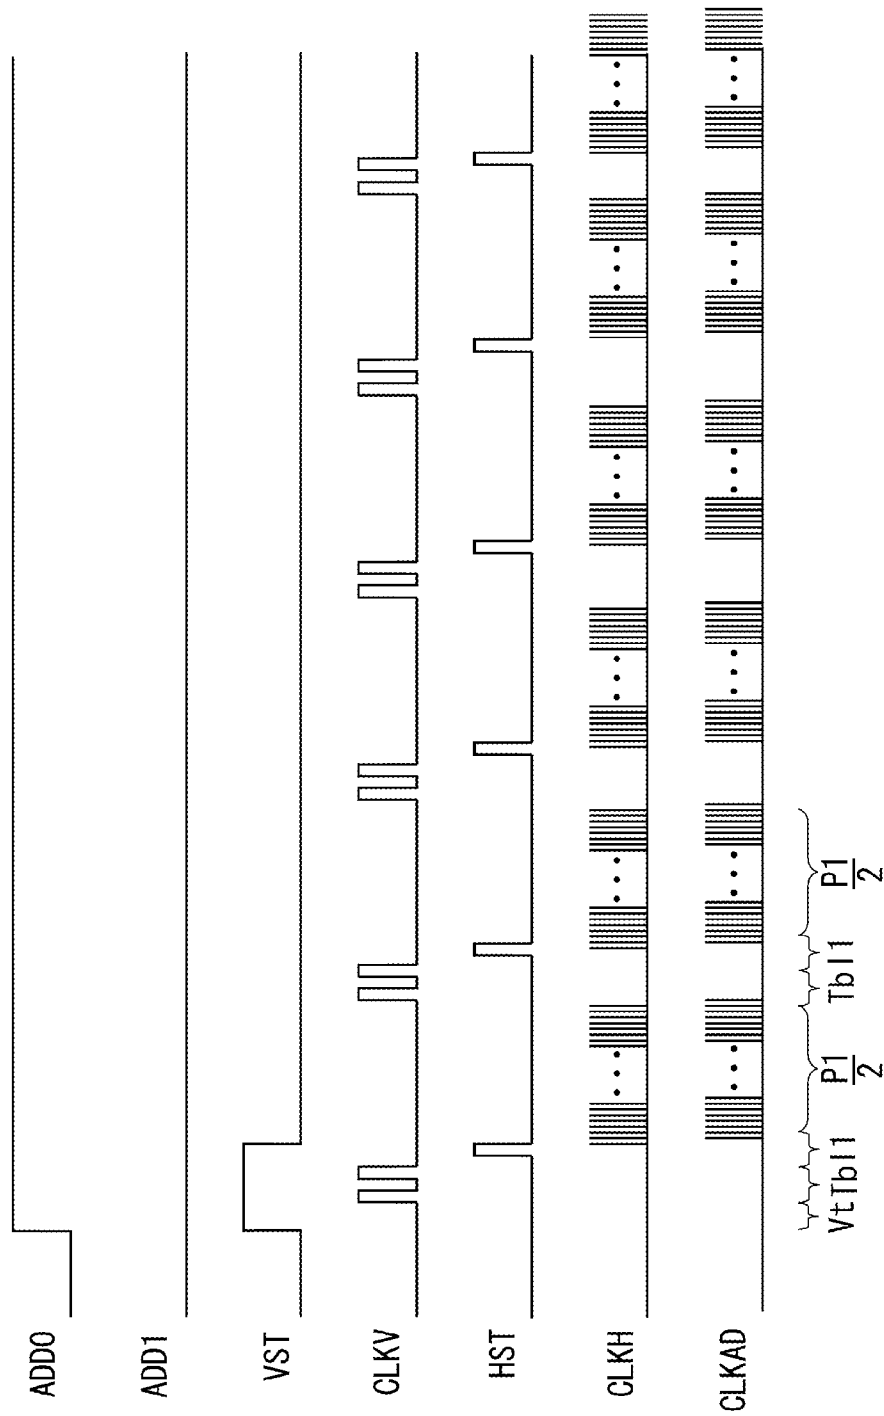 ADD0
ADD1
VST
CLKV
HST
CLKH
CLKAD
Vt Tbl1 P1/2 Tbl1 P1/2